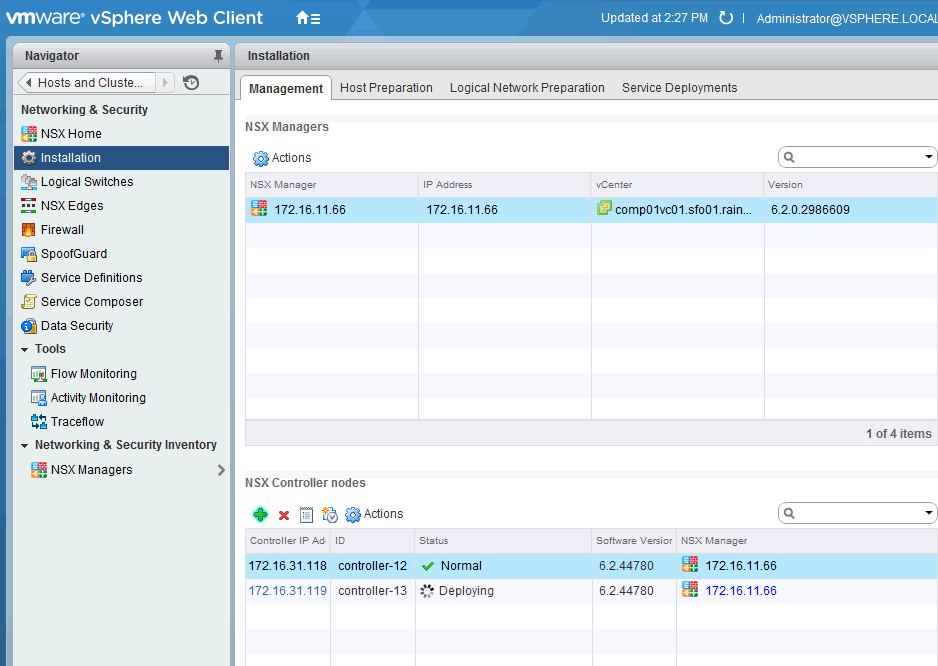 vmware® vSphere Web Client
Updated at 2:27 PM
Administrator@VSPHERE.LOCAL
Navigator
Hosts and Cluste...
Networking & Security
NSX Home
Installation
Logical Switches
NSX Edges
Firewall
SpoofGuard
Service Definitions
Service Composer
Data Security
Tools
Flow Monitoring
Activity Monitoring
Traceflow
Networking & Security Inventory
NSX Managers
Installation
Management Host Preparation Logical Network Preparation Service Deployments
NSX Managers
Actions
NSX Manager IP Address vCenter Version
172.16.11.66 172.16.11.66 comp01vc01.sfo01.rain... 6.2.0.2986609
1 of 4 items
NSX Controller nodes
Actions
Controller IP Ad ID Status Software Version NSX Manager
172.16.31.118 controller-12 Normal 6.2.44780 172.16.11.66
172.16.31.119 controller-13 Deploying 6.2.44780 172.16.11.66